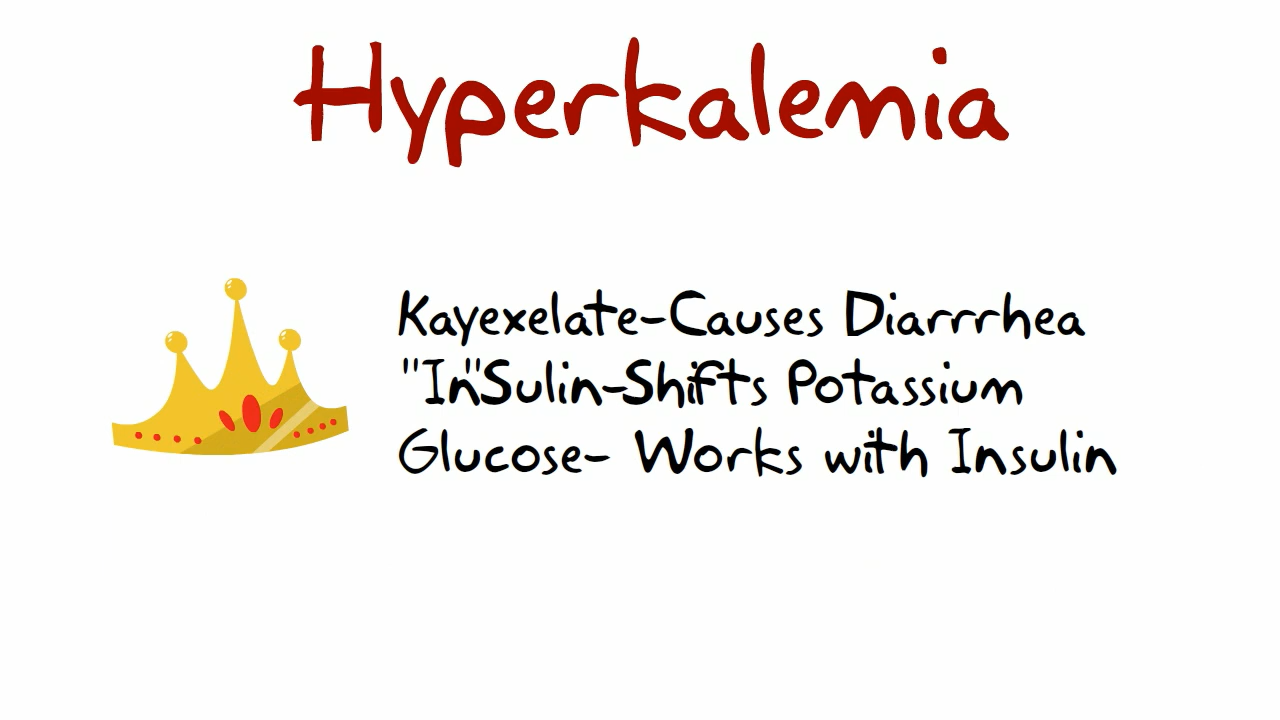 Hyperkalemia
Kayexelate-Causes Diarrrhea
"In"Sulin-Shifts Potassium
Glucose- Works with Insulin